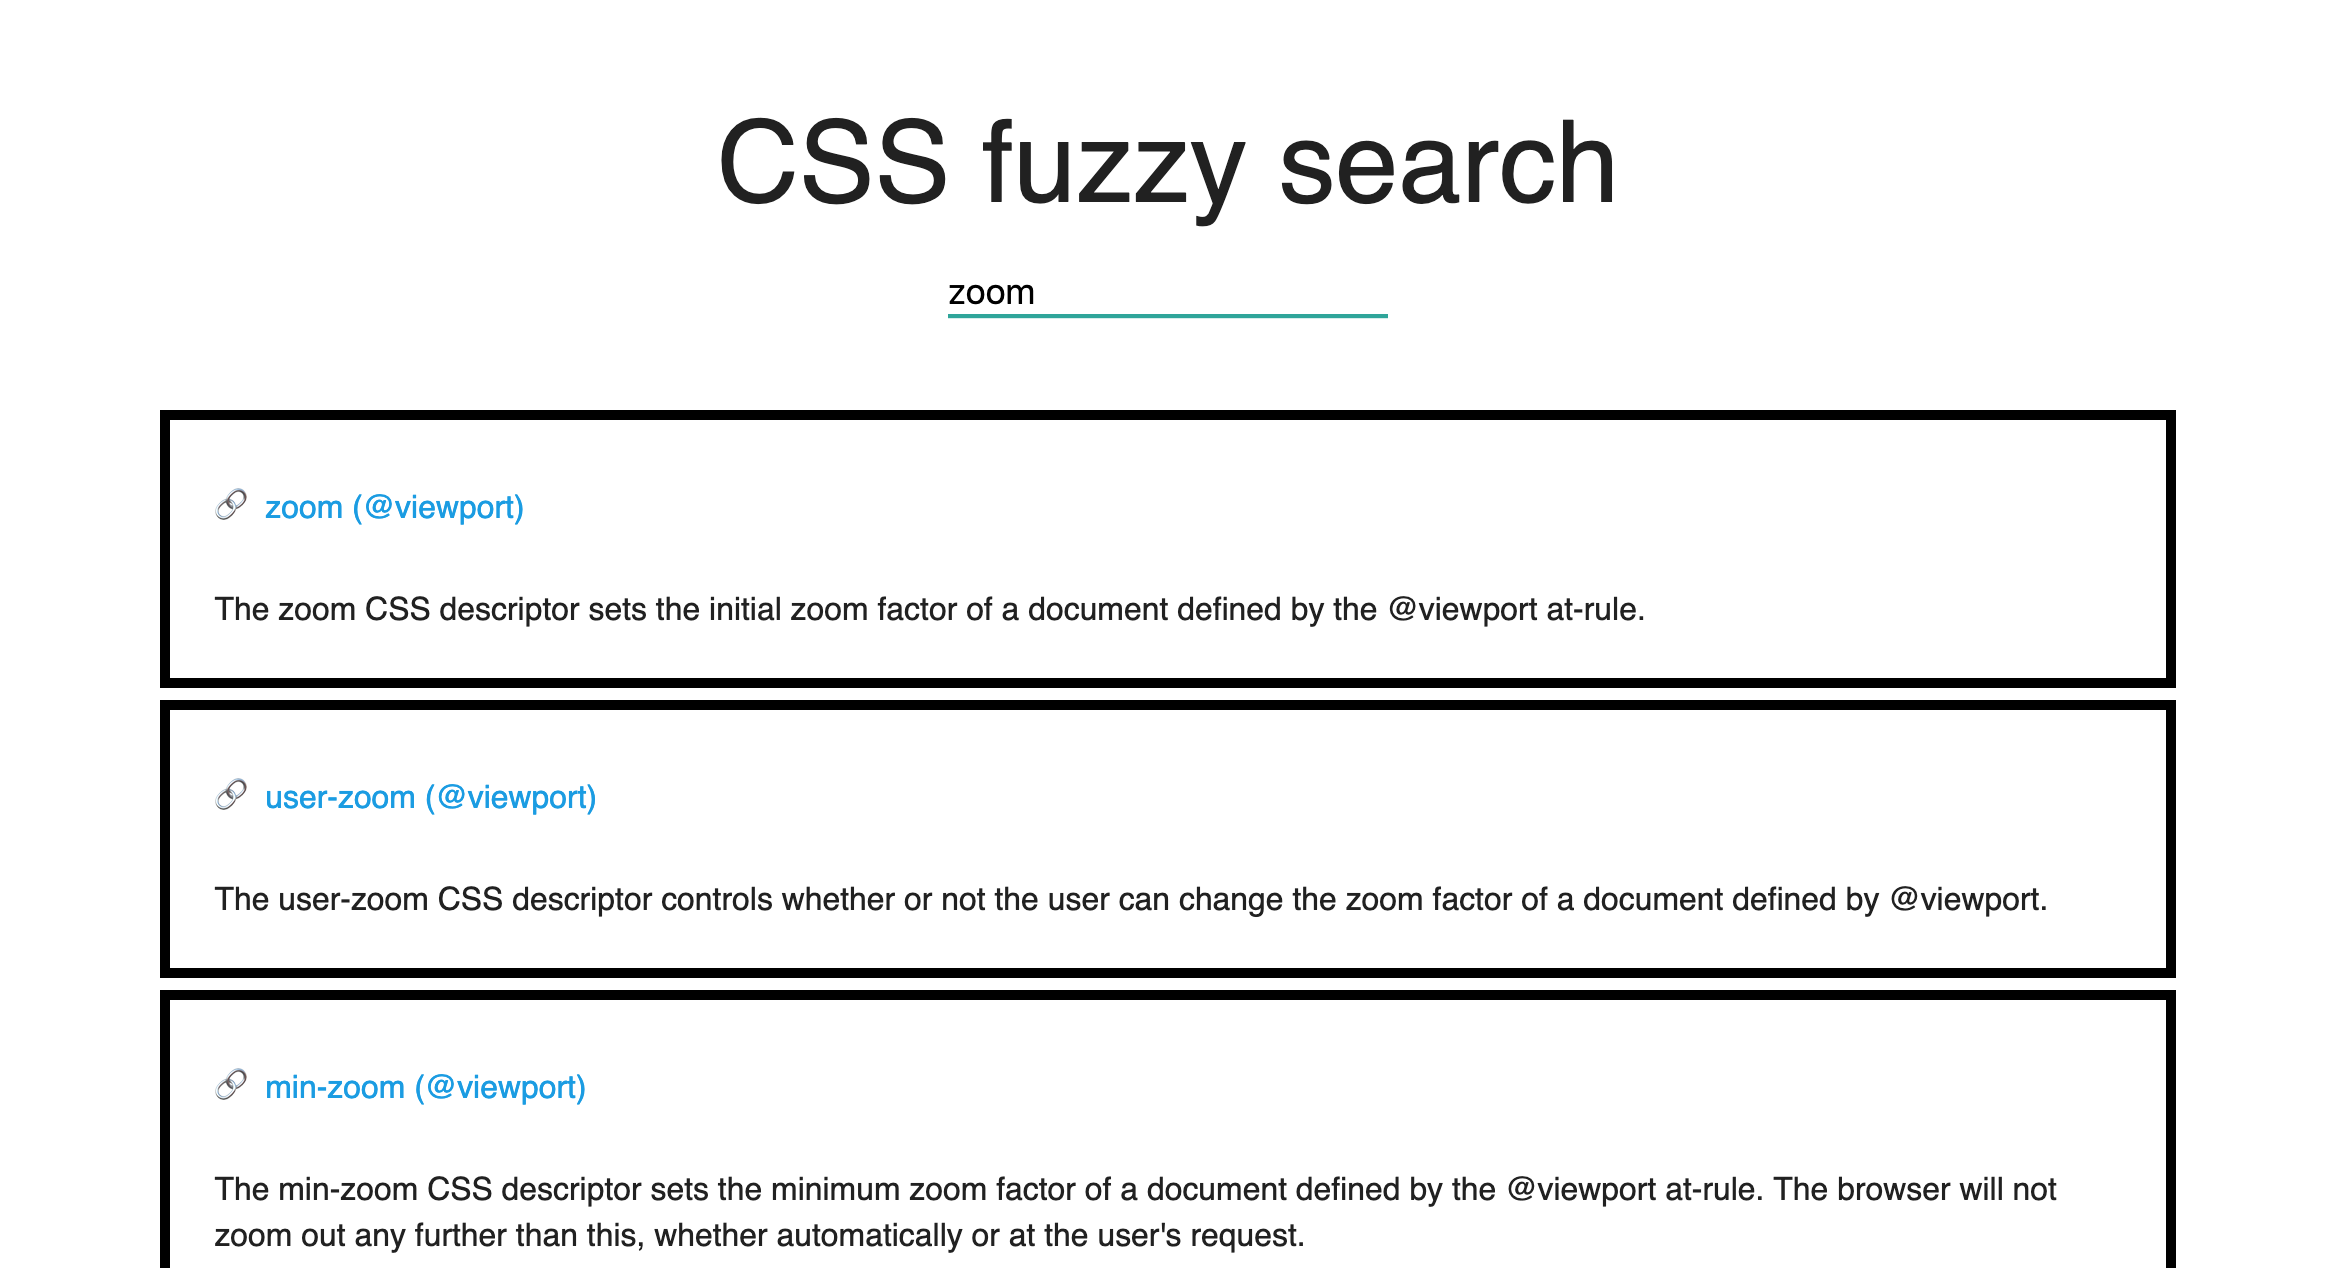 CSS fuzzy search
zoom
zoom (@viewport)
The zoom CSS descriptor sets the initial zoom factor of a document defined by the @viewport at-rule.
user-zoom (@viewport)
The user-zoom CSS descriptor controls whether or not the user can change the zoom factor of a document defined by @viewport.
min-zoom (@viewport)
The min-zoom CSS descriptor sets the minimum zoom factor of a document defined by the @viewport at-rule. The browser will not
zoom out any further than this, whether automatically or at the user's request.